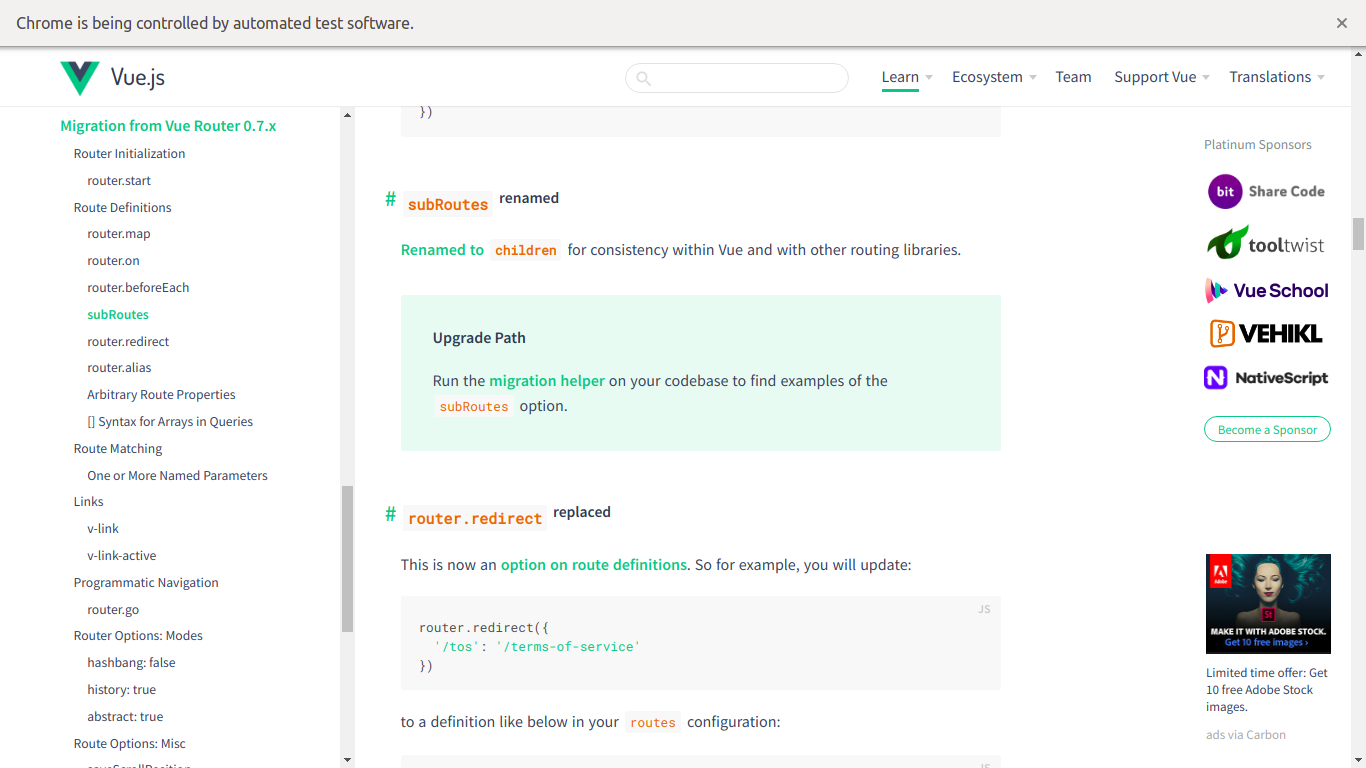 Chrome is being controlled by automated test software.
Vue.js
Learn
Ecosystem
Team
Support Vue
Translations
Migration from Vue Router 0.7.x
Router Initialization
router.start
Route Definitions
router.map
router.on
router.beforeEach
subRoutes
router.redirect
router.alias
Arbitrary Route Properties
[] Syntax for Arrays in Queries
Route Matching
One or More Named Parameters
Links
v-link
v-link-active
Programmatic Navigation
router.go
Router Options: Modes
hashbang: false
history: true
abstract: true
Route Options: Misc
saveScrollPosition
})
# subRoutes renamed
Renamed to children for consistency within Vue and with other routing libraries.
Upgrade Path
Run the migration helper on your codebase to find examples of the
subRoutes option.
# router.redirect replaced
This is now an option on route definitions. So for example, you will update:
JS
router.redirect({
'/tos': '/terms-of-service'
})
to a definition like below in your routes configuration:
JS
Platinum Sponsors
bit Share Code
tooltwist
Vue School
VEHIKL
NativeScript
Become a Sponsor
Adobe
St
MAKE IT WITH ADOBE STOCK.
Get 10 free images ›
Limited time offer: Get
10 free Adobe Stock
images.
ads via Carbon